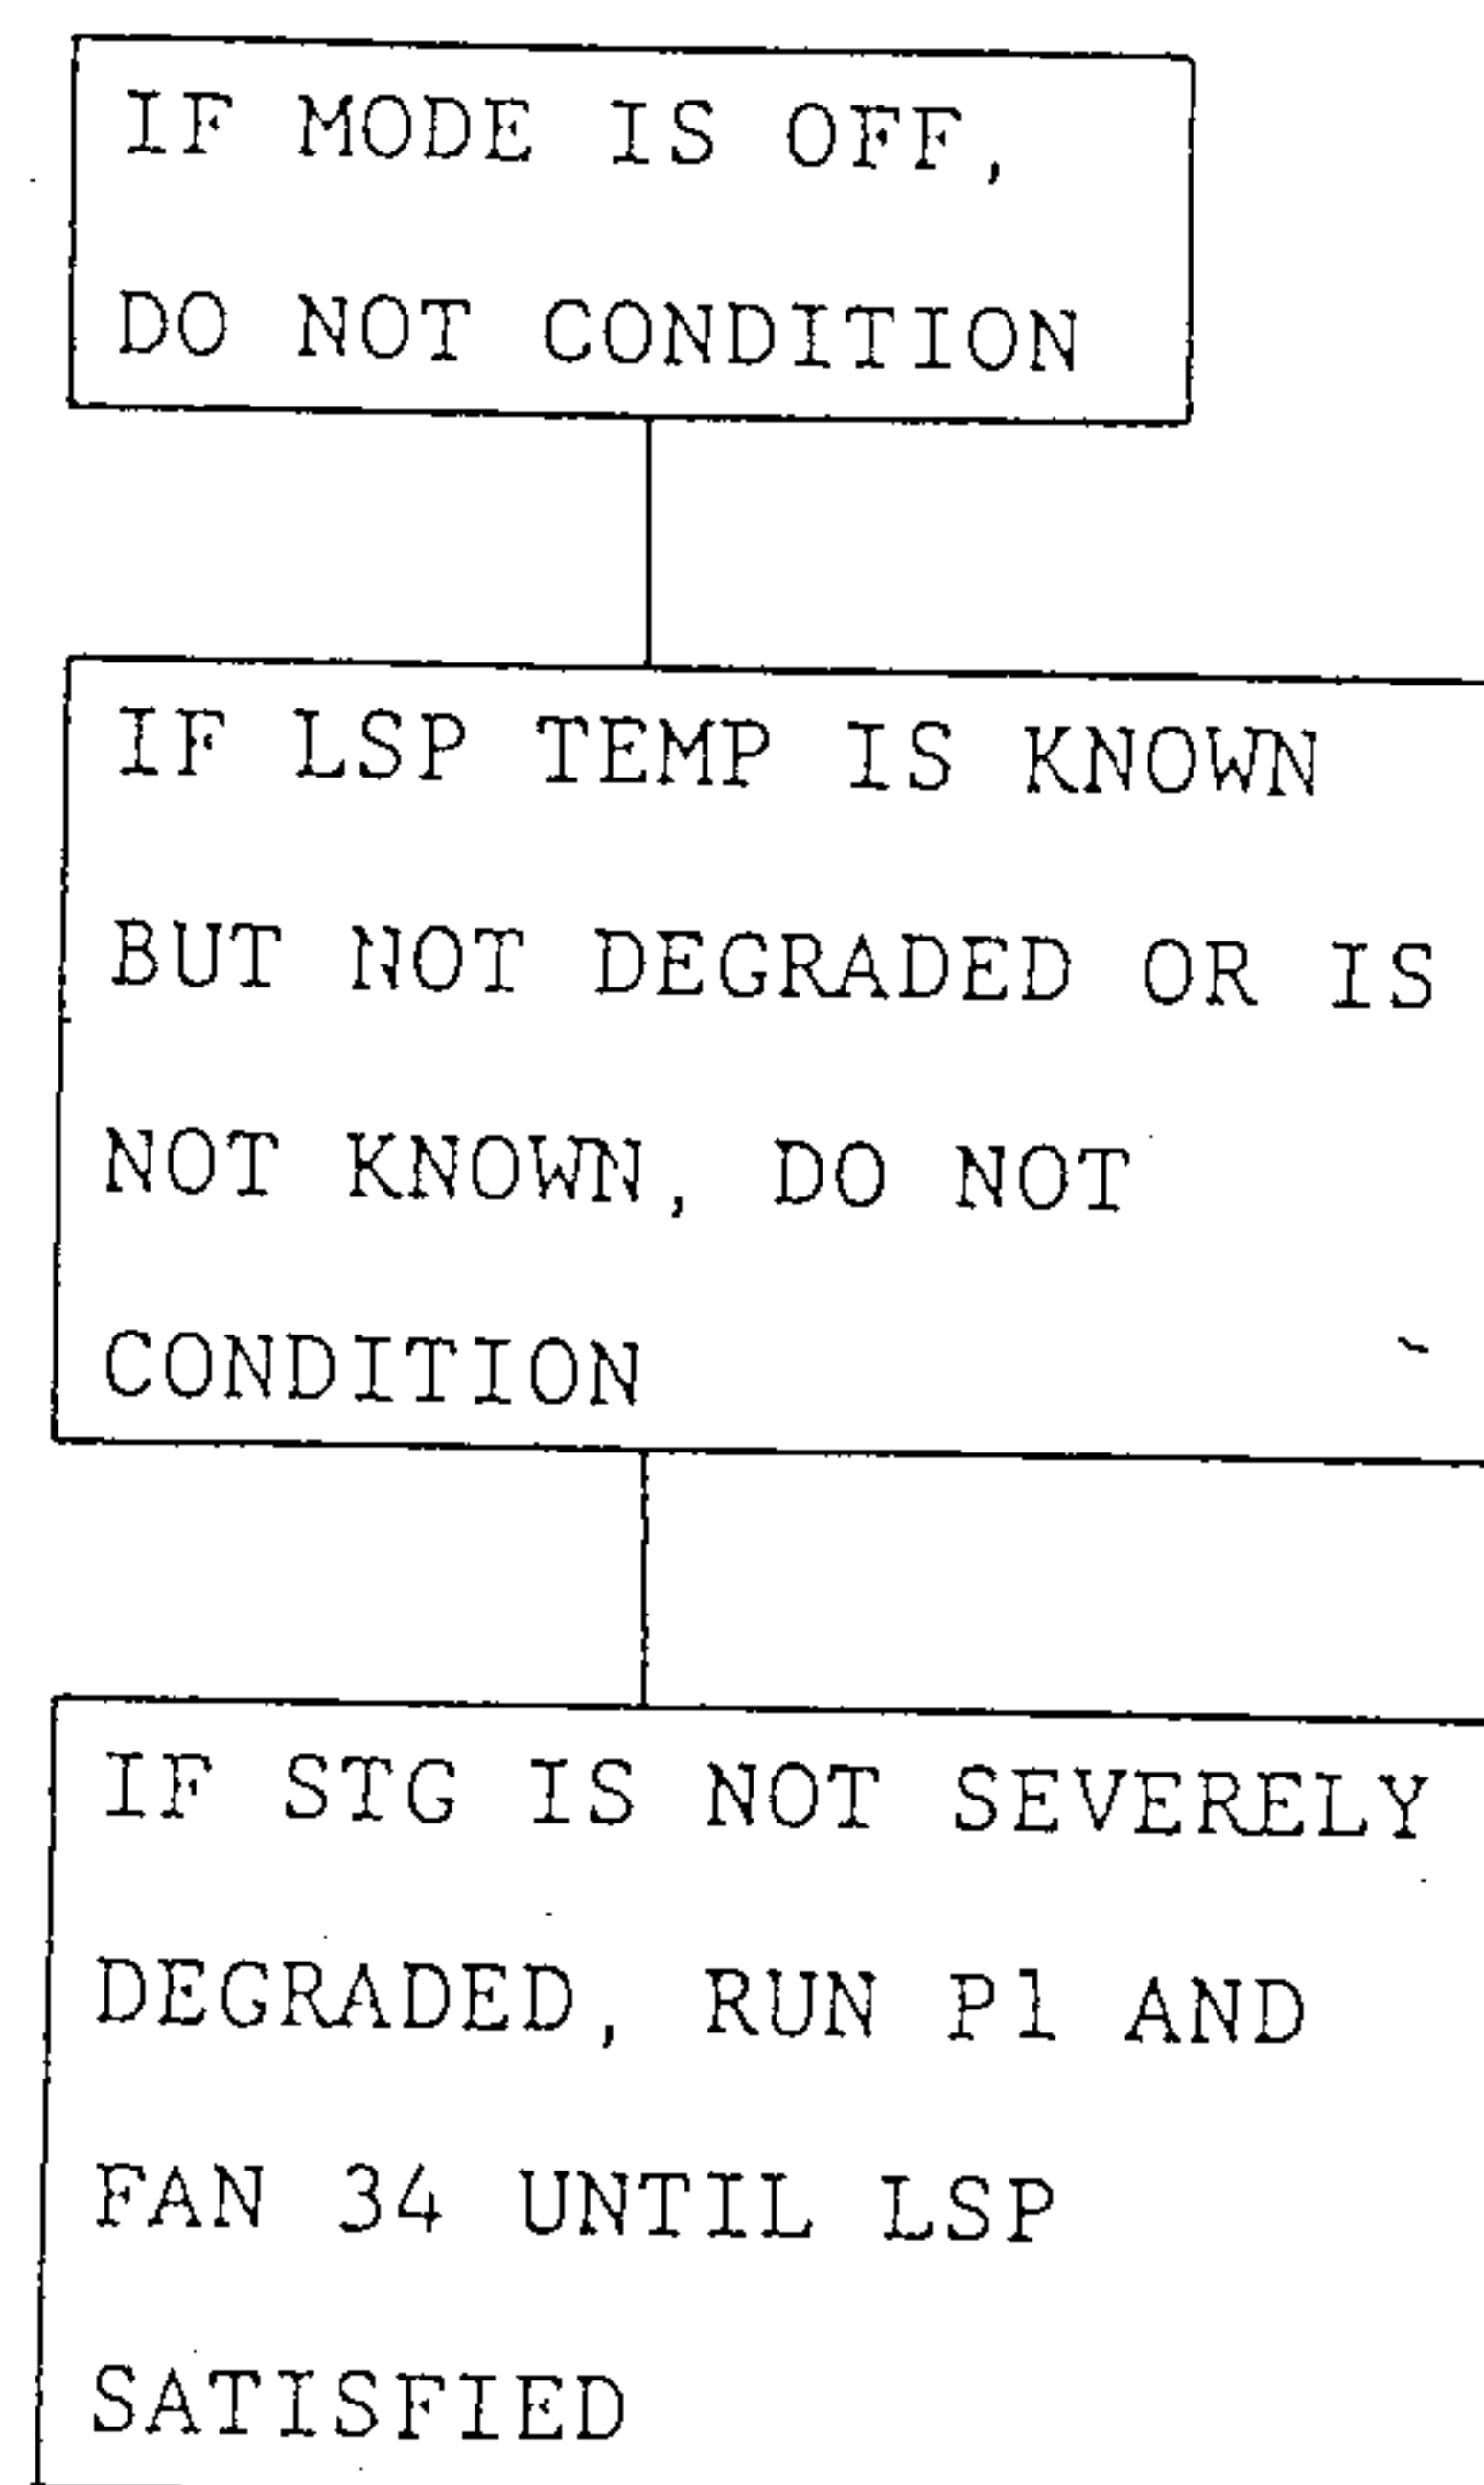 IF MODE IS OFF,
DO NOT CONDITION
IF LSP TEMP IS KNOWN
BUT NOT DEGRADED OR IS
NOT KNOWN, DO NOT
CONDITION
IF STG IS NOT SEVERELY
DEGRADED, RUN P1 AND
FAN 34 UNTIL LSP
SATISFIED